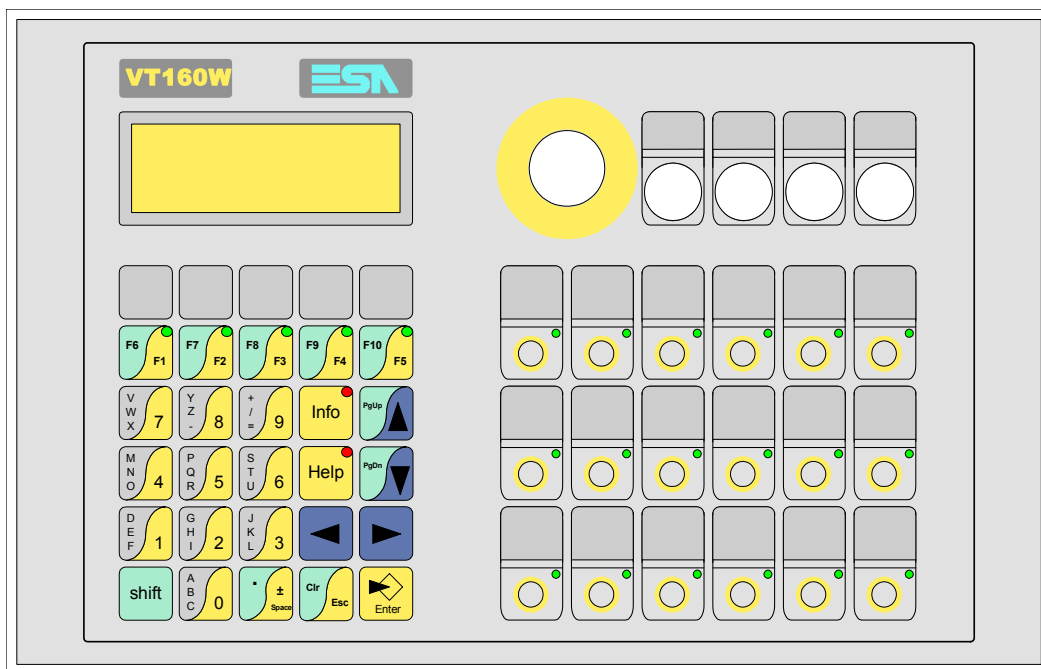 VT160W ESA
F6 F1 F7 F2 F8 F3 F9 F4 F10 F5
V W X 7 Y Z - 8 + / = 9 Info PgUp
M N O 4 P Q R 5 S T U 6 Help PgDn
D E F 1 G H I 2 J K L 3
shift A B C 0 . ± Space Clr Esc Enter